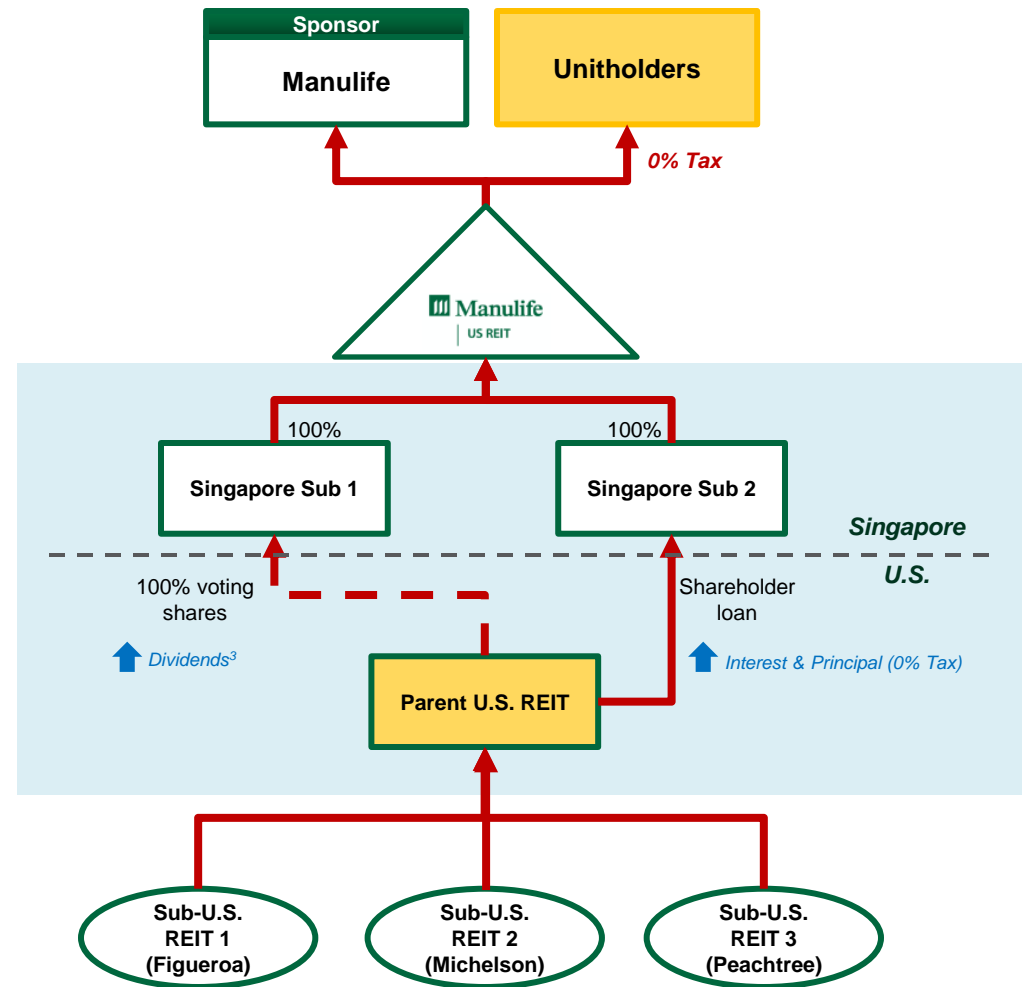 Sponsor
Manulife
Unitholders
0% Tax
Manulife
US REIT
100%
100%
Singapore Sub 1
Singapore Sub 2
Singapore
U.S.
100% voting
shares
Shareholder
loan
Dividends³
Interest & Principal (0% Tax)
Parent U.S. REIT
Sub-U.S.
REIT 1
(Figueroa)
Sub-U.S.
REIT 2
(Michelson)
Sub-U.S.
REIT 3
(Peachtree)